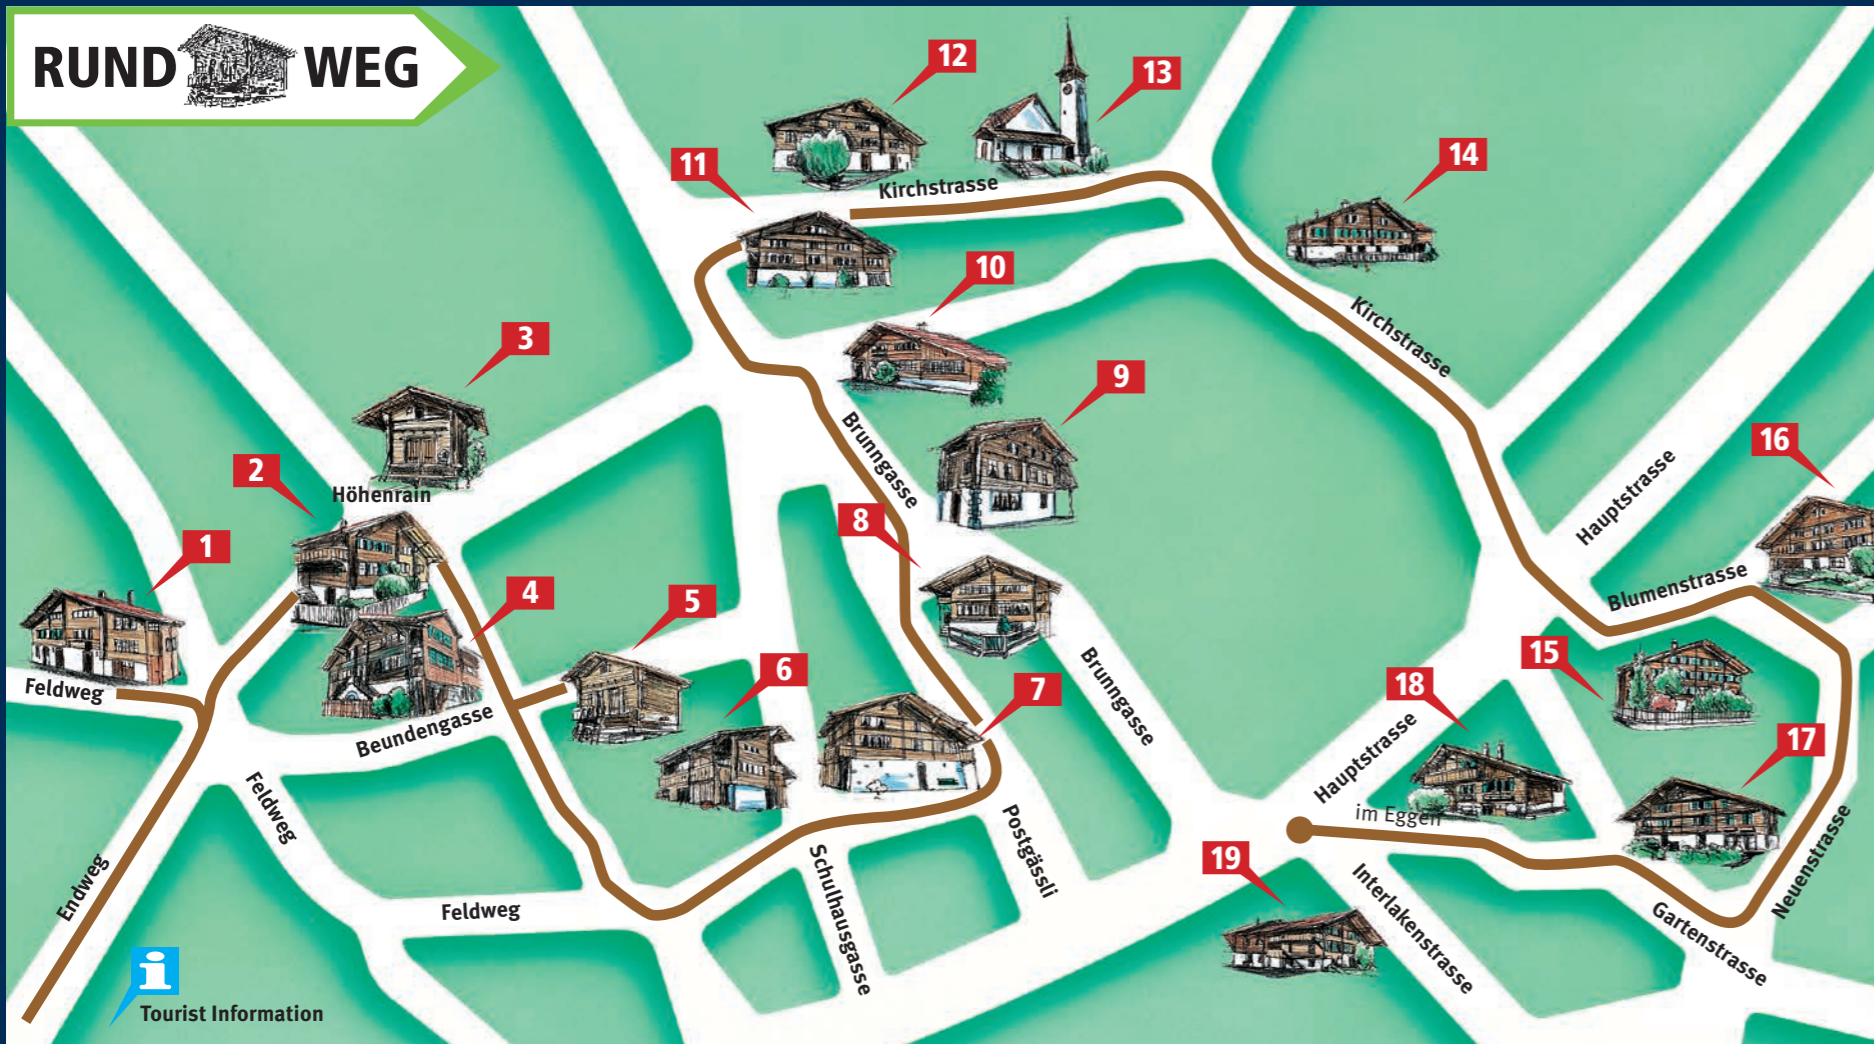 RUND WEG
12
13
11
14
Kirchstrasse
10
3
Kirchstrasse
9
Brunngasse
16
2
Höhenrain
Hauptstrasse
8
1
4
5
Blumenstrasse
6
15
7
18
Feldweg
Brunngasse
Beundengasse
17
Hauptstrasse
im Eggen
Feldweg
Postgässli
19
Schulhausgasse
Endweg
Interlakenstrasse
Neuenstrasse
Feldweg
Gartenstrasse
i
Tourist Information